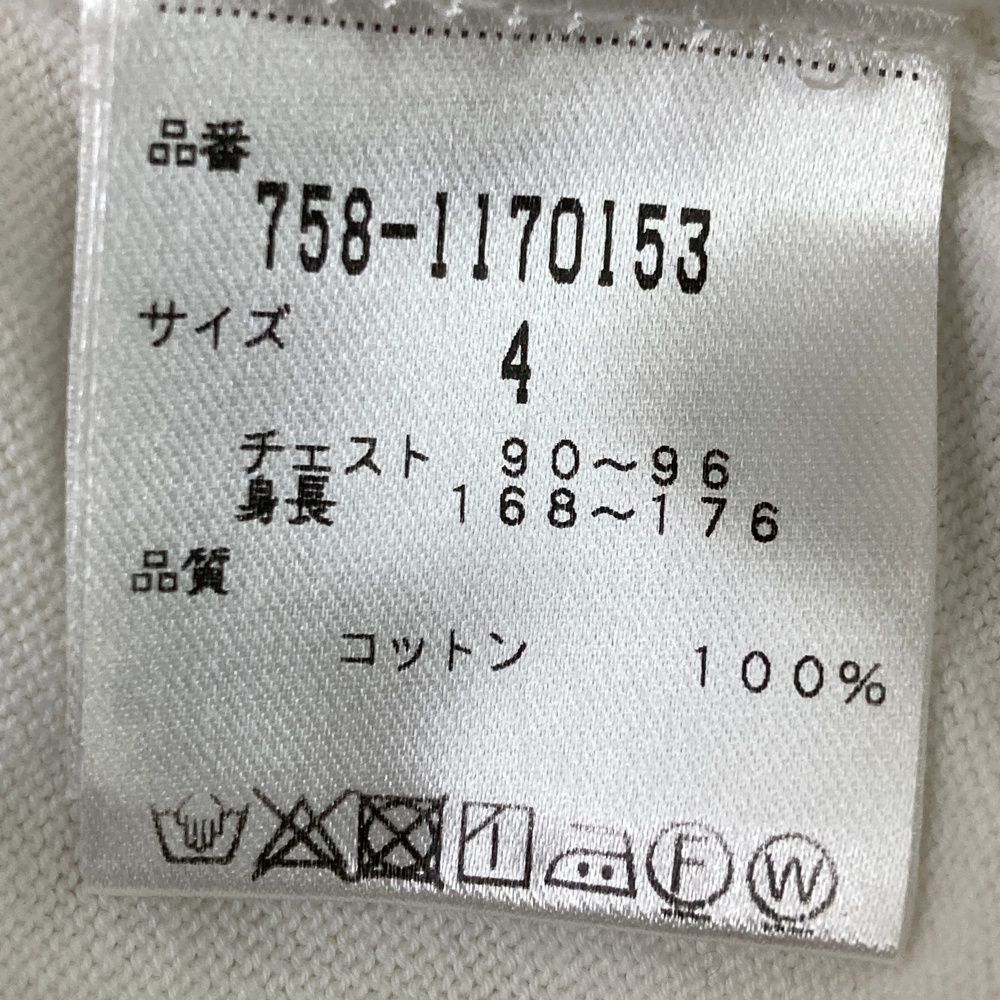 品番
758-1170153
サイズ 4
チェスト 90～96
身長 168～176
品質
コットン 100%
F W